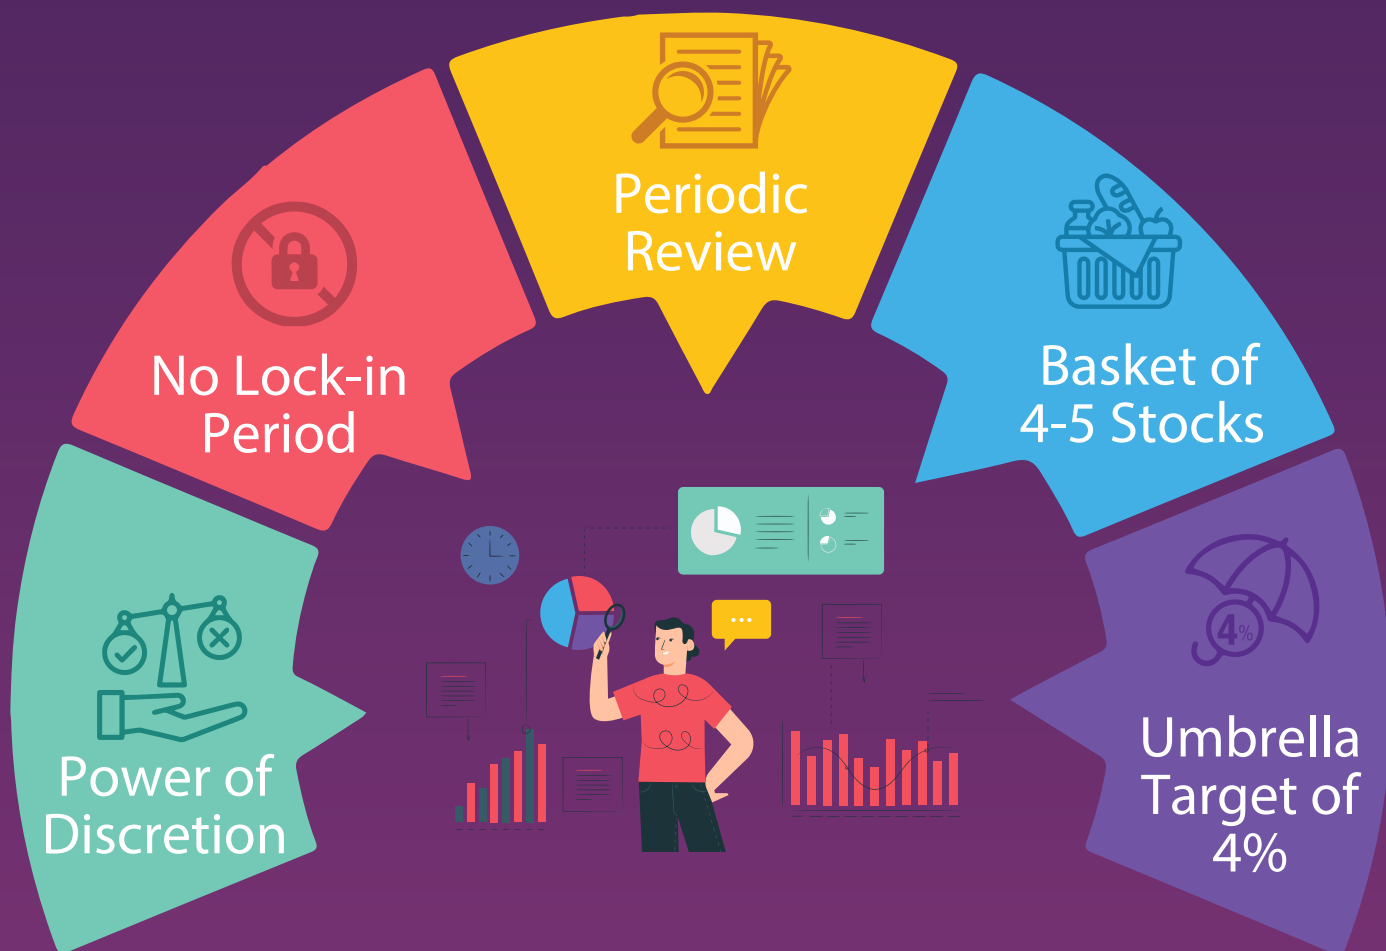 Periodic
Review
No Lock-in
Period
Basket of
4-5 Stocks
Power of
Discretion
4%
Umbrella
Target of
4%